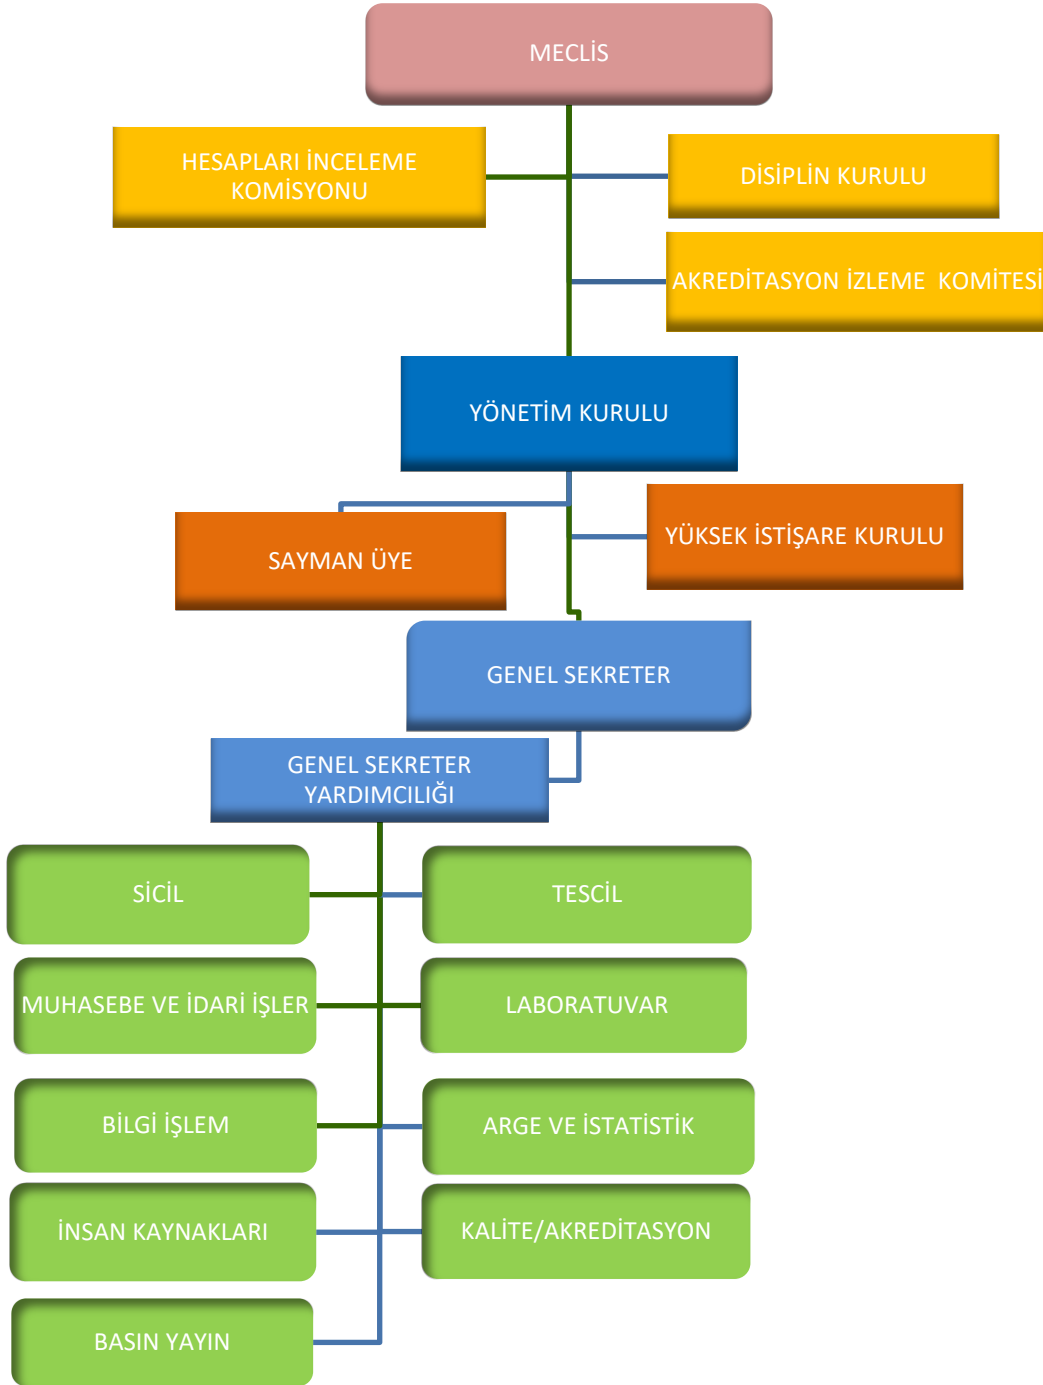 MECLİS
HESAPLARI İNCELEME
KOMİSYONU
DİSİPLİN KURULU
AKREDİTASYON İZLEME  KOMİTESİ
YÖNETİM KURULU
SAYMAN ÜYE
YÜKSEK İSTİŞARE KURULU
GENEL SEKRETER
GENEL SEKRETER
YARDIMCILIĞI
SİCİL
TESCİL
MUHASEBE VE İDARİ İŞLER
LABORATUVAR
BİLGİ İŞLEM
ARGE VE İSTATİSTİK
İNSAN KAYNAKLARI
KALİTE/AKREDİTASYON
BASIN YAYIN